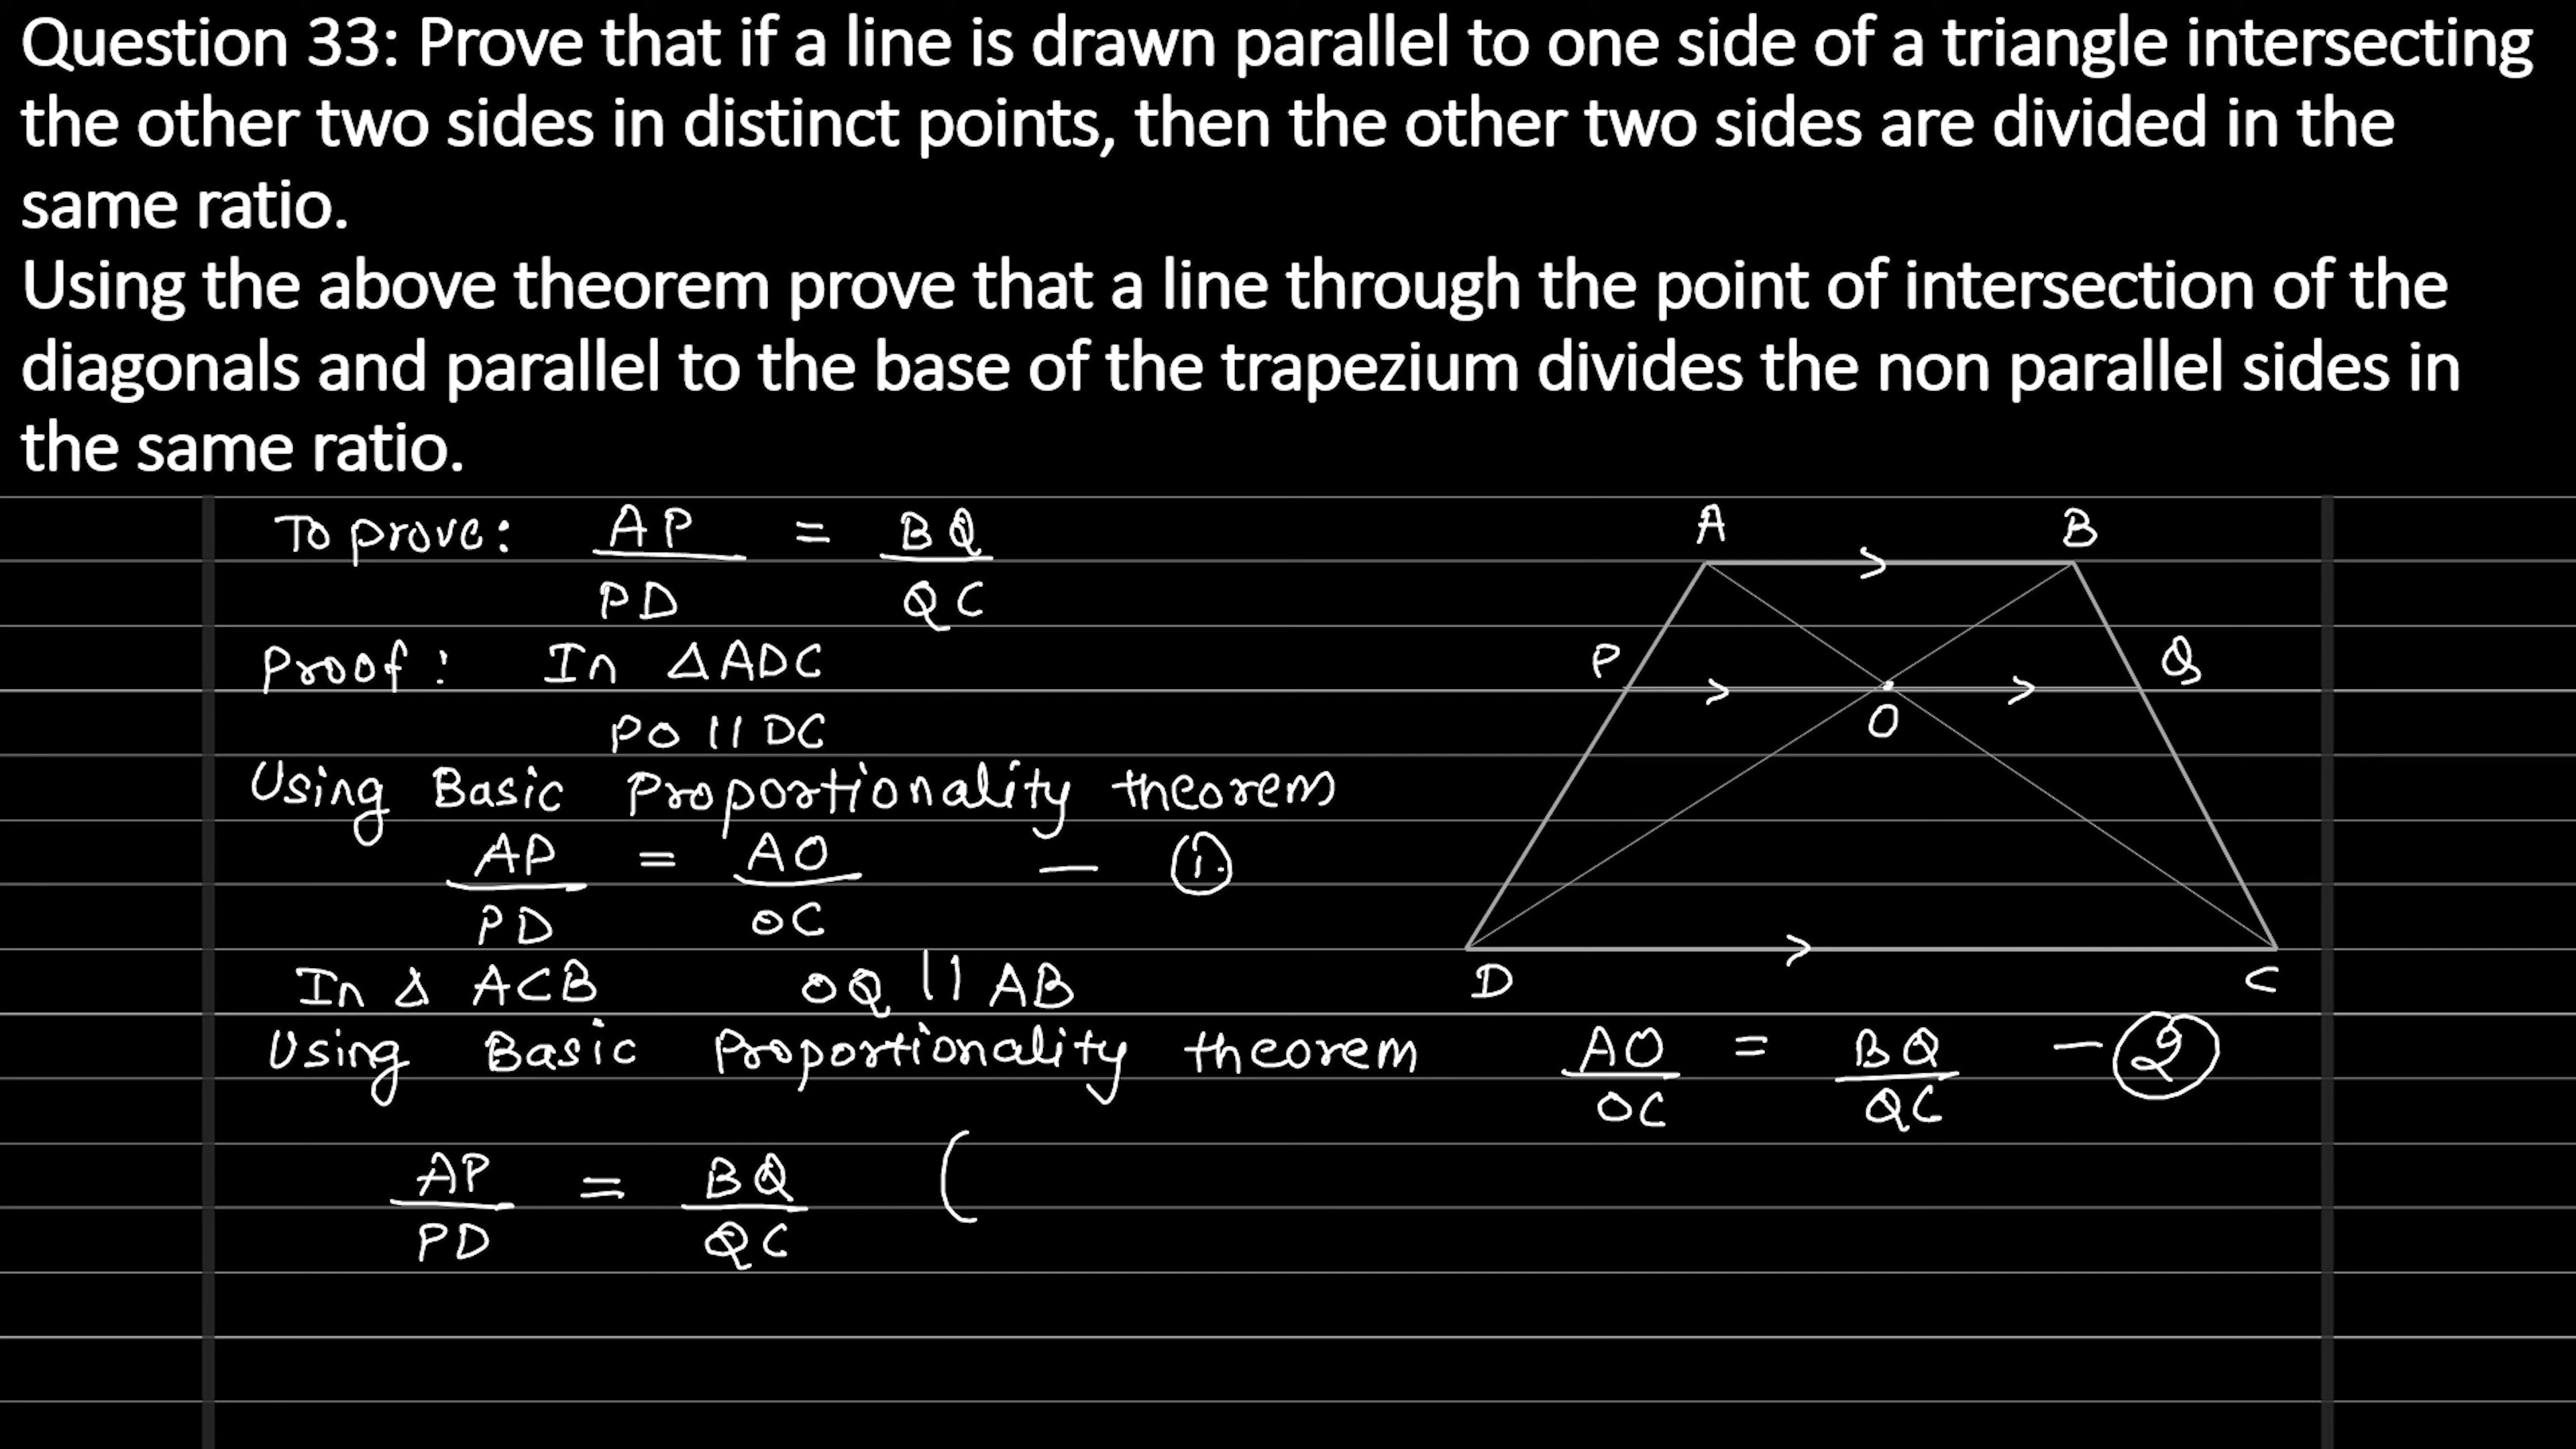 Question 33: Prove that if a line is drawn parallel to one side of a triangle intersecting
the other two sides in distinct points, then the other two sides are divided in the
same ratio.
Using the above theorem prove that a line through the point of intersection of the
diagonals and parallel to the base of the trapezium divides the non parallel sides in
the same ratio.
To prove: AP/PD = BQ/QC
Proof: In △ADC
PO || DC
Using Basic Proportionality theorem
AP/PD = AO/OC — ①
In △ ACB OQ || AB
Using Basic Proportionality theorem AO/OC = BQ/QC — ②
AP/PD = BQ/QC (
A B
P Q
O
D C